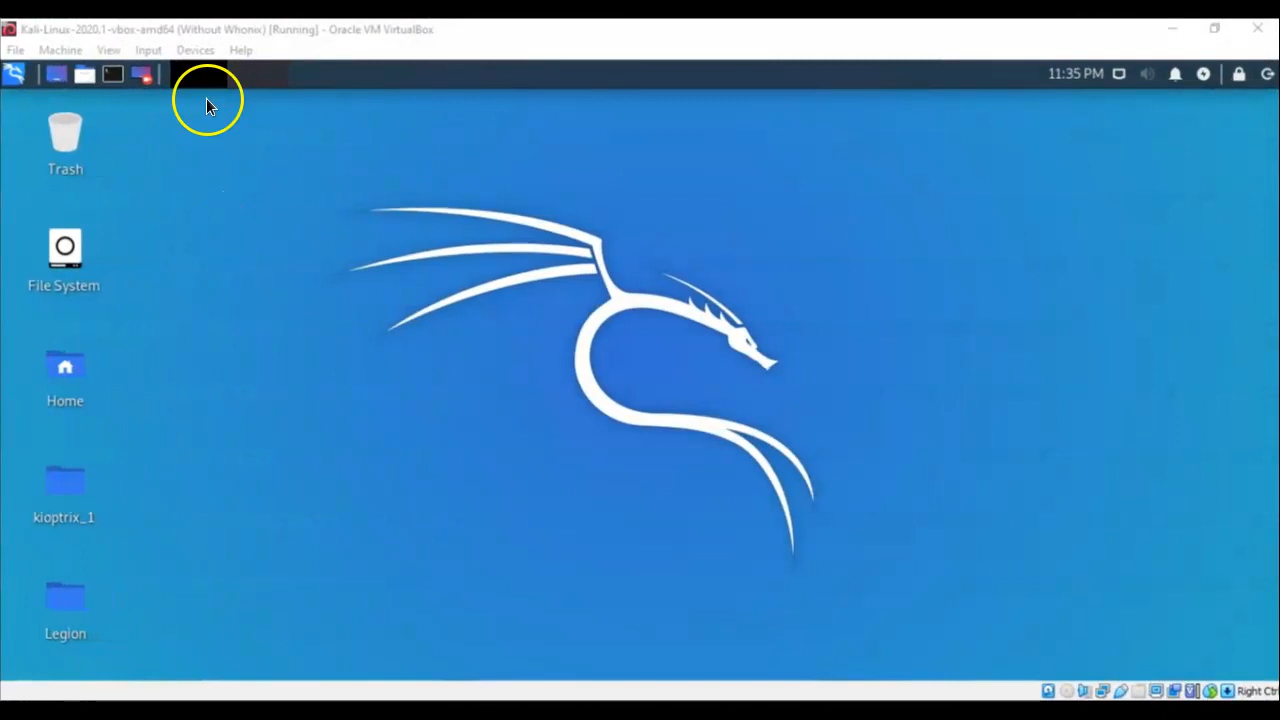 Kali-Linux-2020.1-vbox-amd64 (Without Whonix) [Running] - Oracle VM VirtualBox
File Machine View Input Devices Help
11:35 PM
Trash
File System
Home
kioptrix_1
Legion
Right Ctrl